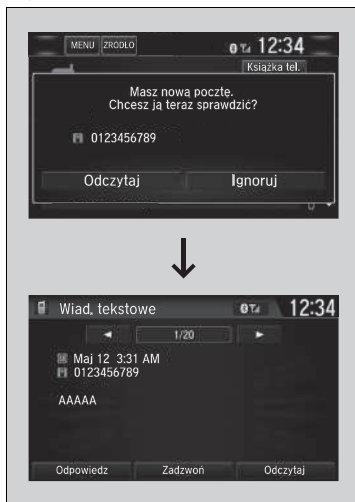 MENU ZRODLO 12:34
Książka tel.
Masz nową pocztę.
Chcesz ją teraz sprawdzić?
0123456789
Odczytaj Ignoruj
Wiad. tekstowe 12:34
1/20
Maj 12 3:31 AM
0123456789
AAAAA
Odpowiedz Zadzwoń Odczytaj